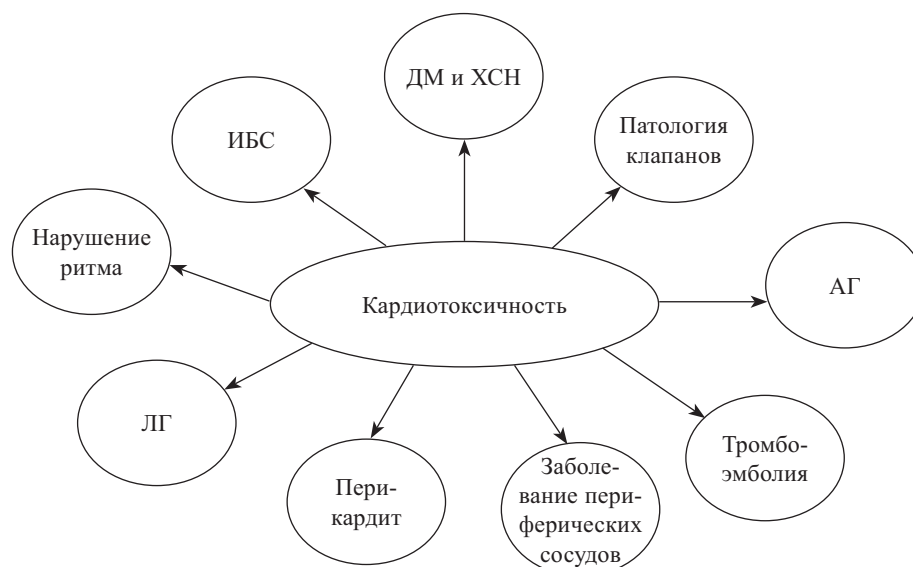 ДМ и ХСН
ИБС
Патология
клапанов
Нарушение
ритма
Кардиотоксичность
АГ
ЛГ
Пери-
кардит
Заболе-
вание пери-
ферических
сосудов
Тромбо-
эмболия